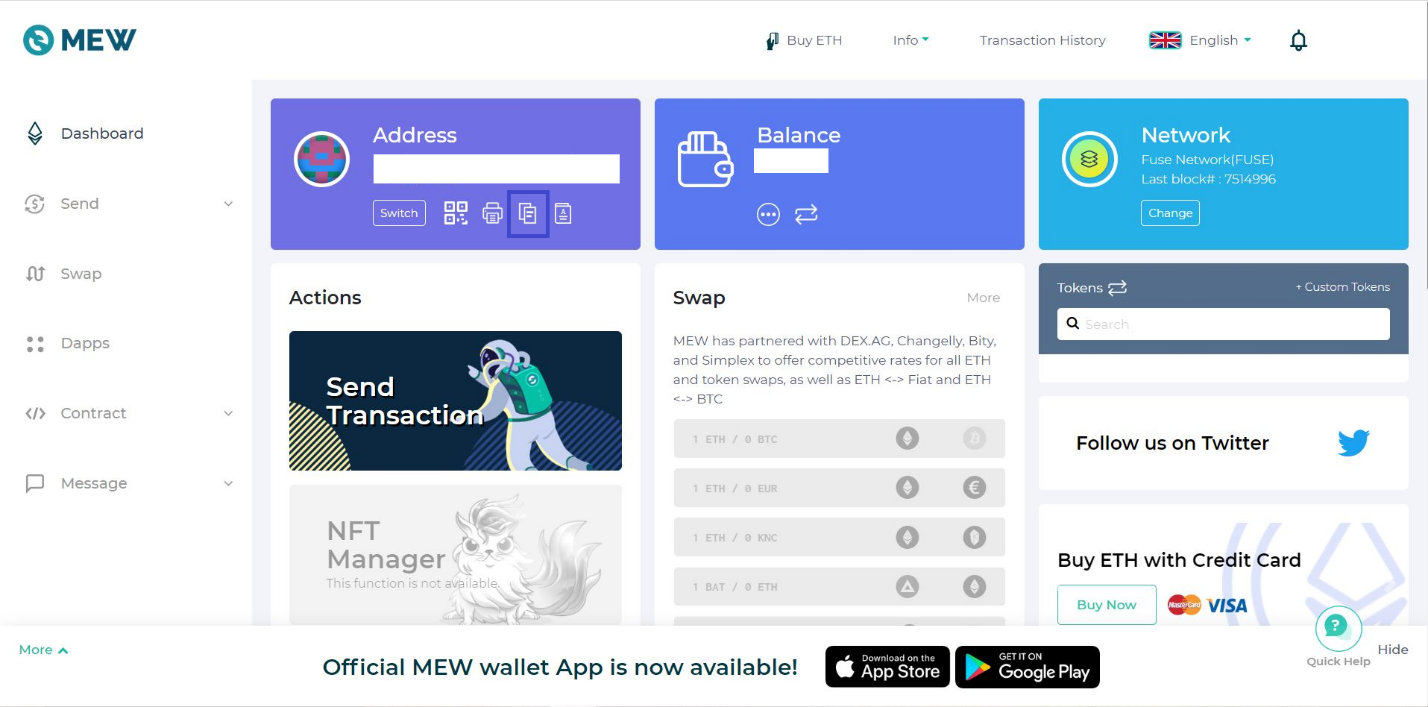 MEW
Buy ETH
Info
Transaction History
English
Dashboard
Send
Swap
Dapps
Contract
Message
Address
Switch
Balance
Network
Fuse Network(FUSE)
Last block# : 7514996
Change
Actions
Send
Transaction
NFT
Manager
This function is not available.
Swap
More
MEW has partnered with DEX.AG, Changelly, Bity,
and Simplex to offer competitive rates for all ETH
and token swaps, as well as ETH <-> Fiat and ETH
<-> BTC
1 ETH / 0 BTC
1 ETH / 0 EUR
1 ETH / 0 KNC
1 BAT / 0 ETH
Tokens
+ Custom Tokens
Search
Follow us on Twitter
Buy ETH with Credit Card
Buy Now
MasterCard
VISA
More
Official MEW wallet App is now available!
Download on the
App Store
GET IT ON
Google Play
?
Quick Help
Hide